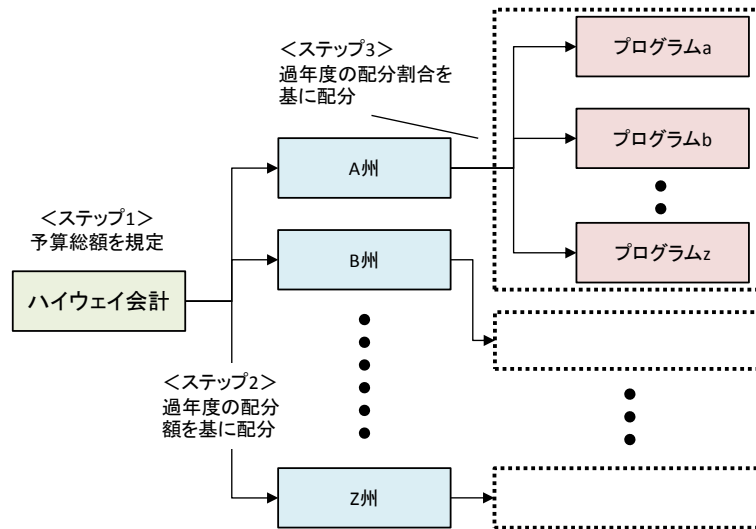 ＜ステップ3＞
過年度の配分割合を
基に配分
プログラムa
プログラムb
プログラムz
A州
＜ステップ1＞
予算総額を規定
B州
ハイウェイ会計
＜ステップ2＞
過年度の配分
額を基に配分
Z州